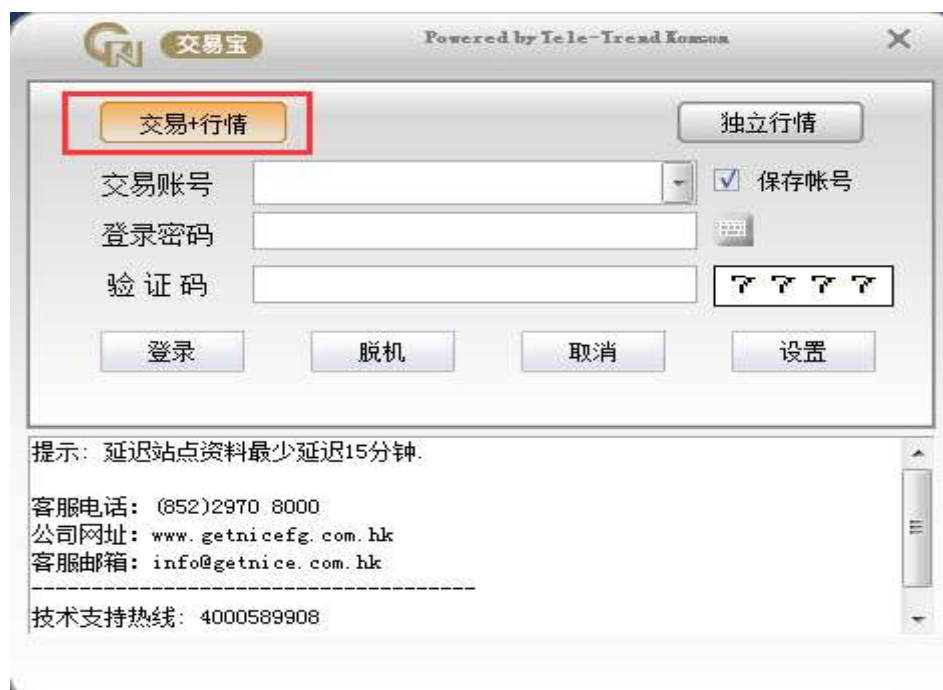 GN 交易宝 Powered by Tele-Trend Konson
交易+行情 独立行情
交易账号 保存帐号
登录密码
验证码 ? ? ? ?
登录 脱机 取消 设置
提示: 延迟站点资料最少延迟15分钟.
客服电话: (852)2970 8000
公司网址: www.getnicefg.com.hk
客服邮箱: info@getnice.com.hk
-------------------------------------
技术支持热线: 4000589908